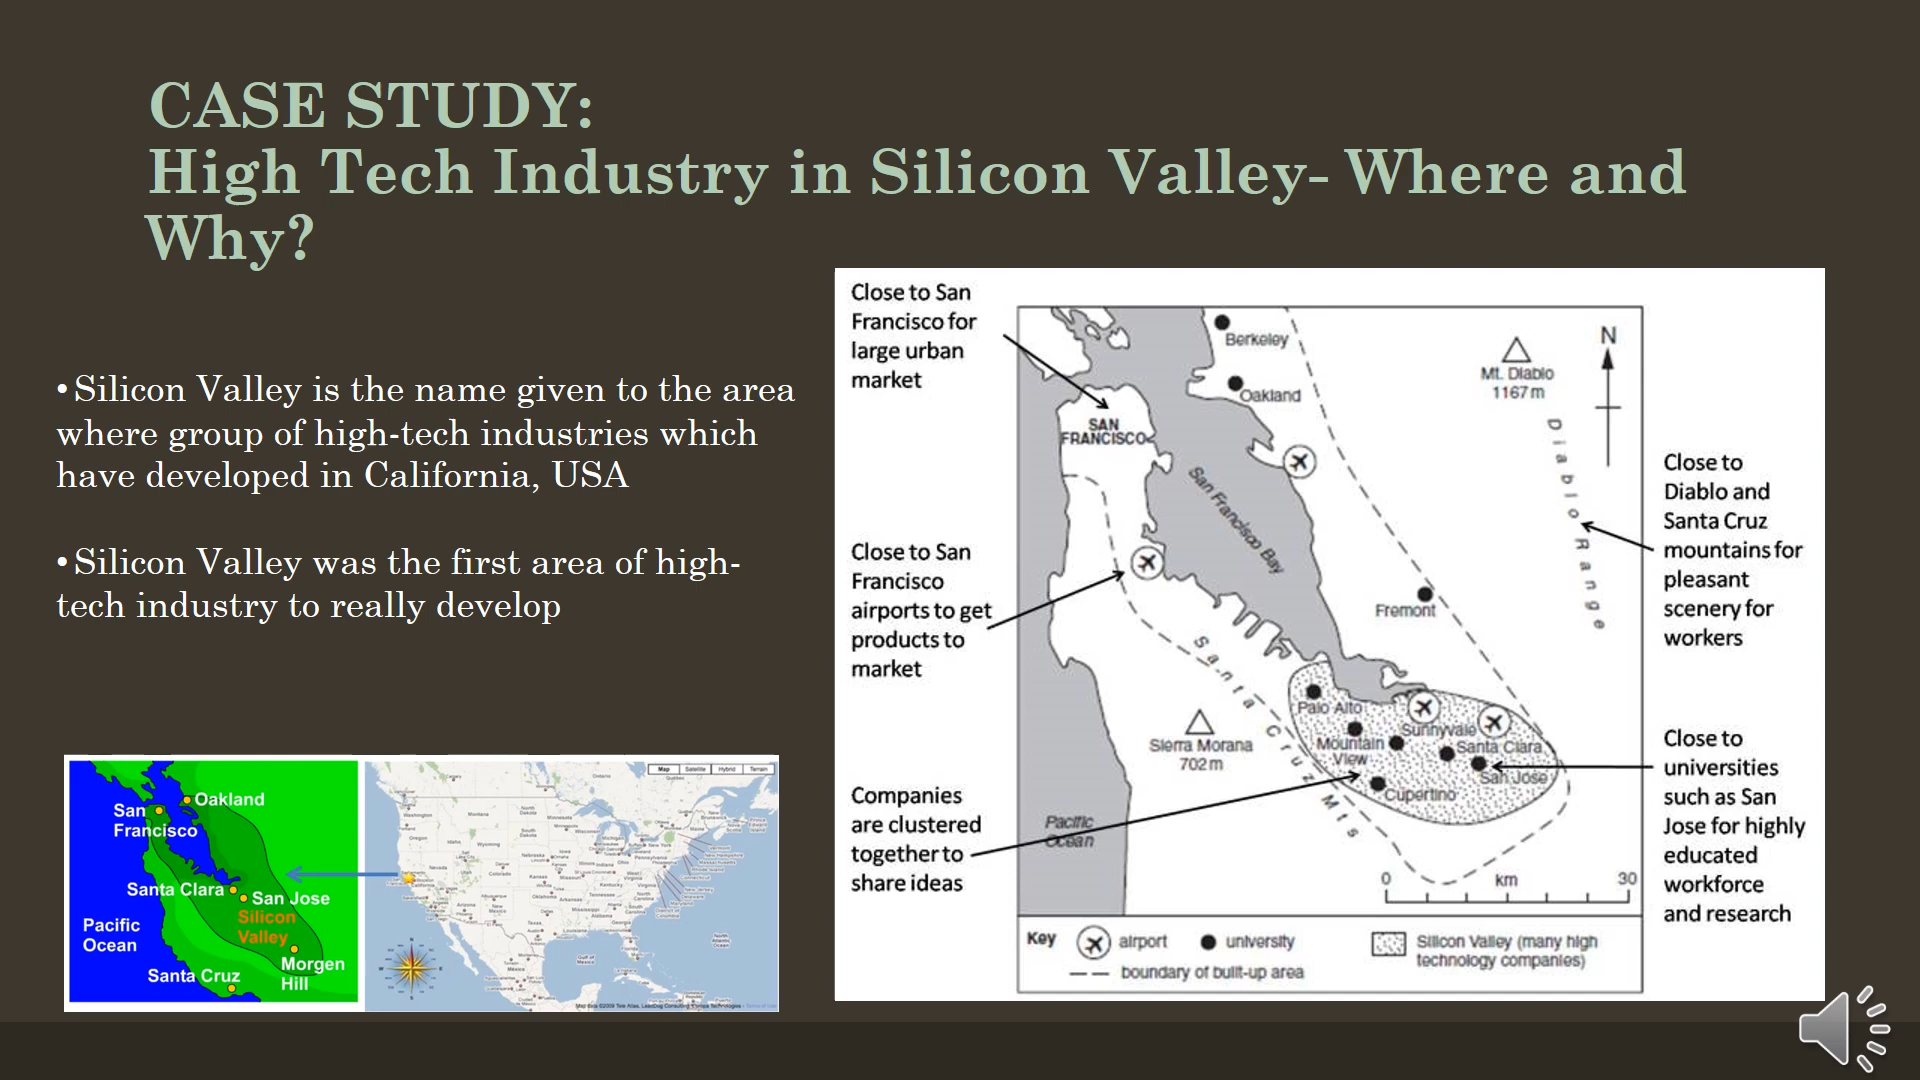 CASE STUDY:
High Tech Industry in Silicon Valley- Where and
Why?
•Silicon Valley is the name given to the area
where group of high-tech industries which
have developed in California, USA
•Silicon Valley was the first area of high-
tech industry to really develop
San
Francisco
Oakland
Santa Clara
San Jose
Silicon
Valley
Pacific
Ocean
Santa Cruz
Morgen
Hill
Map
Satellite
Hybrid
Terrain
Close to San
Francisco for
large urban
market
Close to San
Francisco
airports to get
products to
market
Companies
are clustered
together to
share ideas
Berkeley
Oakland
SAN
FRANCISCO
San Francisco Bay
Mt. Diablo
1167 m
N
Diablo Range
Fremont
Santa Cruz Mts
Sierra Morana
702 m
Palo Alto
Mountain
View
Sunnyvale
Santa Clara
San Jose
Cupertino
Pacific
Ocean
0 km 30
Key
airport
university
boundary of built-up area
Silicon Valley (many high
technology companies)
Close to
Diablo and
Santa Cruz
mountains for
pleasant
scenery for
workers
Close to
universities
such as San
Jose for highly
educated
workforce
and research